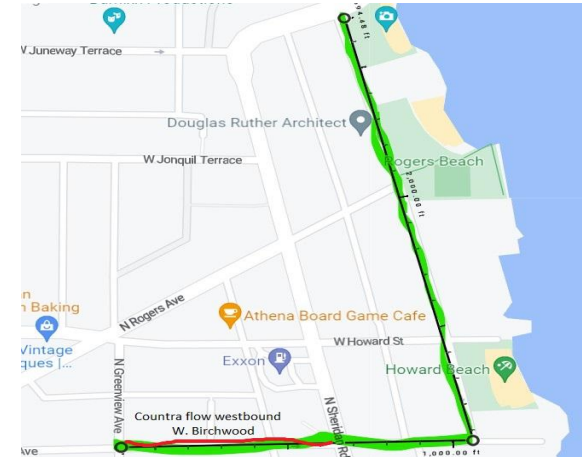 V Juneway Terrace
Douglas Ruther Architect
W Jonquil Terrace
Rogers Beach
2,000.00 ft
N Rogers Ave
n
n Baking
Athena Board Game Cafe
Vintage
ques |...
W Howard St
Exxon
Howard Beach
N Greenview Ave
Countra flow westbound
W. Birchwood
N Sheridan Rd
Ave
1,000.00 ft